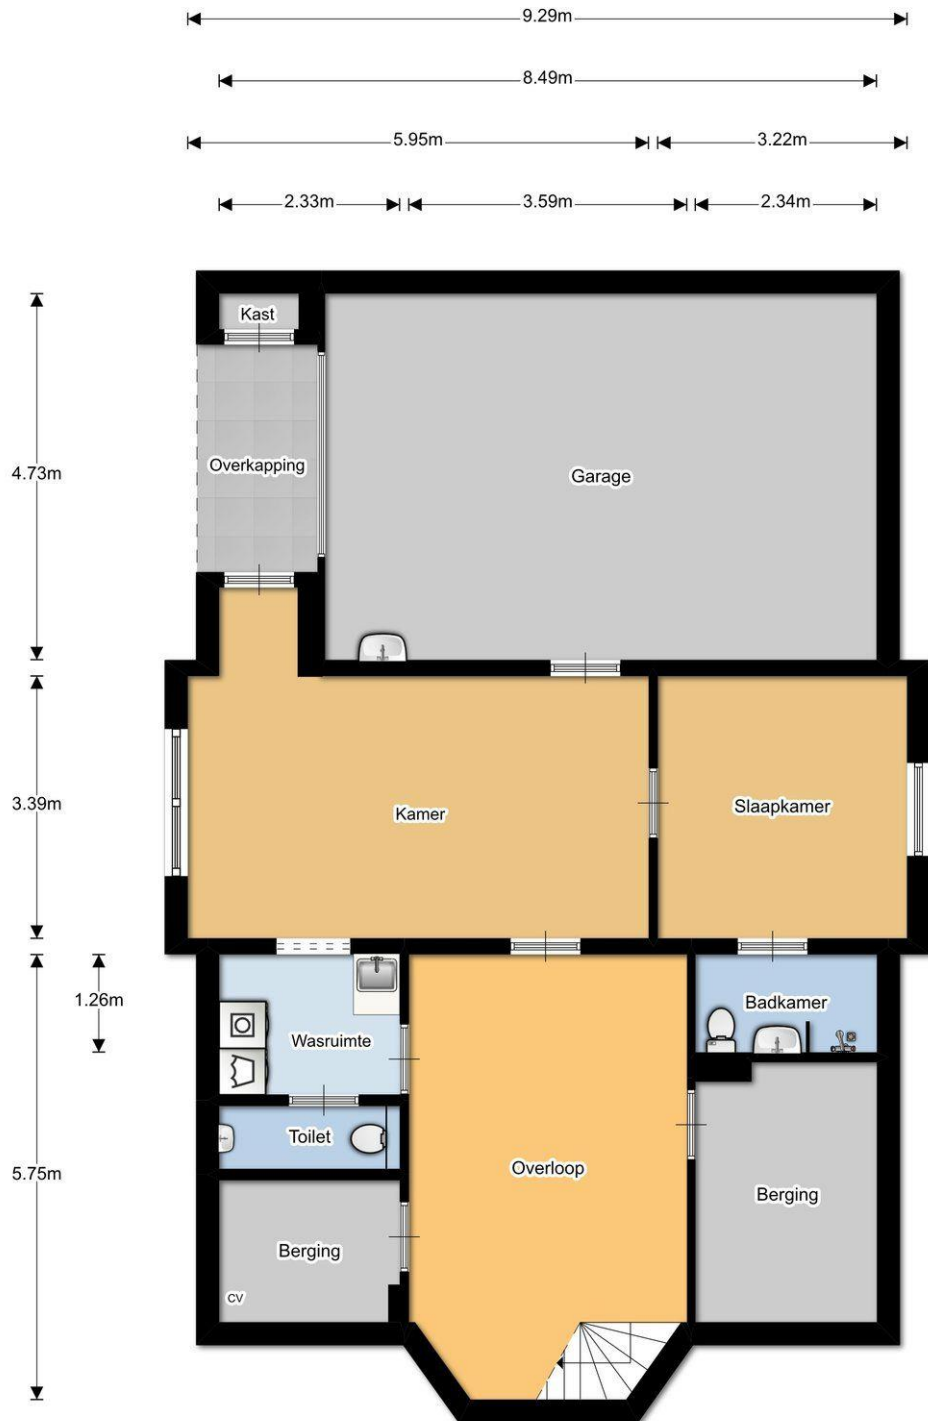 9.29m
8.49m
5.95m
3.22m
2.33m
3.59m
2.34m
Kast
Overkapping
4.73m
Garage
3.39m
Kamer
Slaapkamer
1.26m
Badkamer
Wasruimte
Toilet
5.75m
Overloop
Berging
Berging
CV